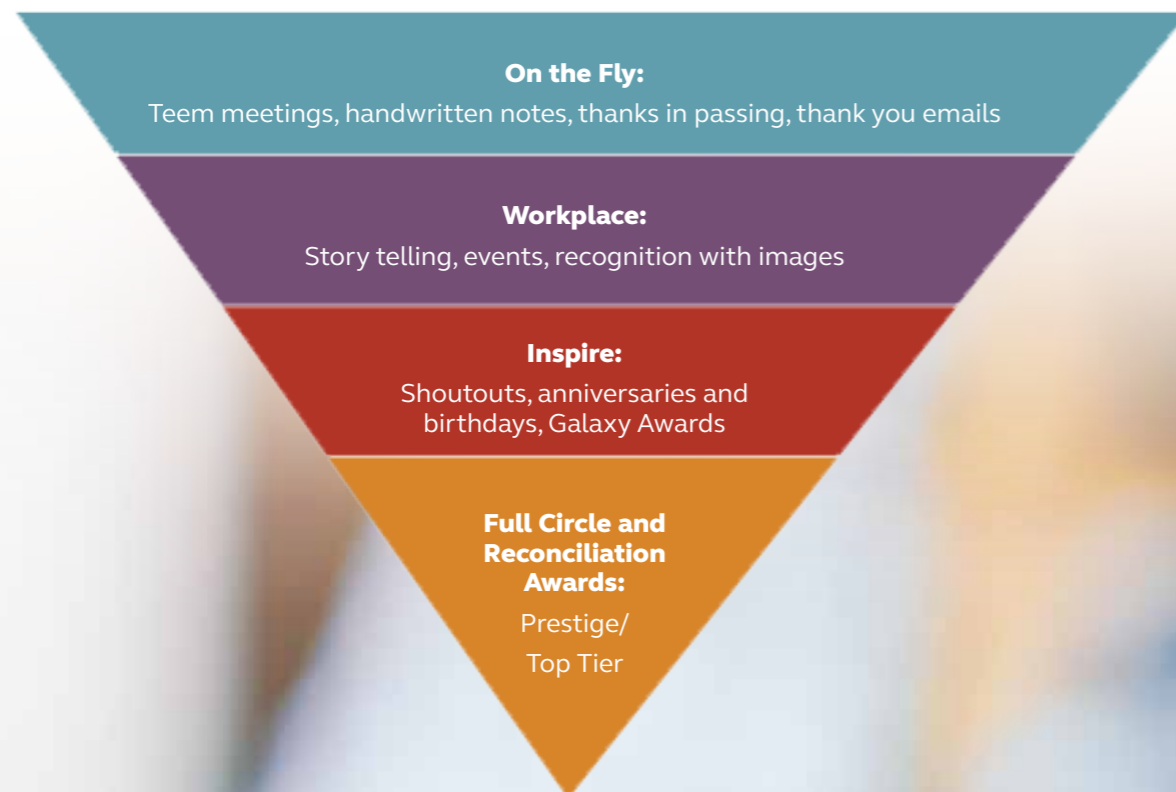 On the Fly:
Teem meetings, handwritten notes, thanks in passing, thank you emails
Workplace:
Story telling, events, recognition with images
Inspire:
Shoutouts, anniversaries and
birthdays, Galaxy Awards
Full Circle and
Reconciliation
Awards:
Prestige/
Top Tier